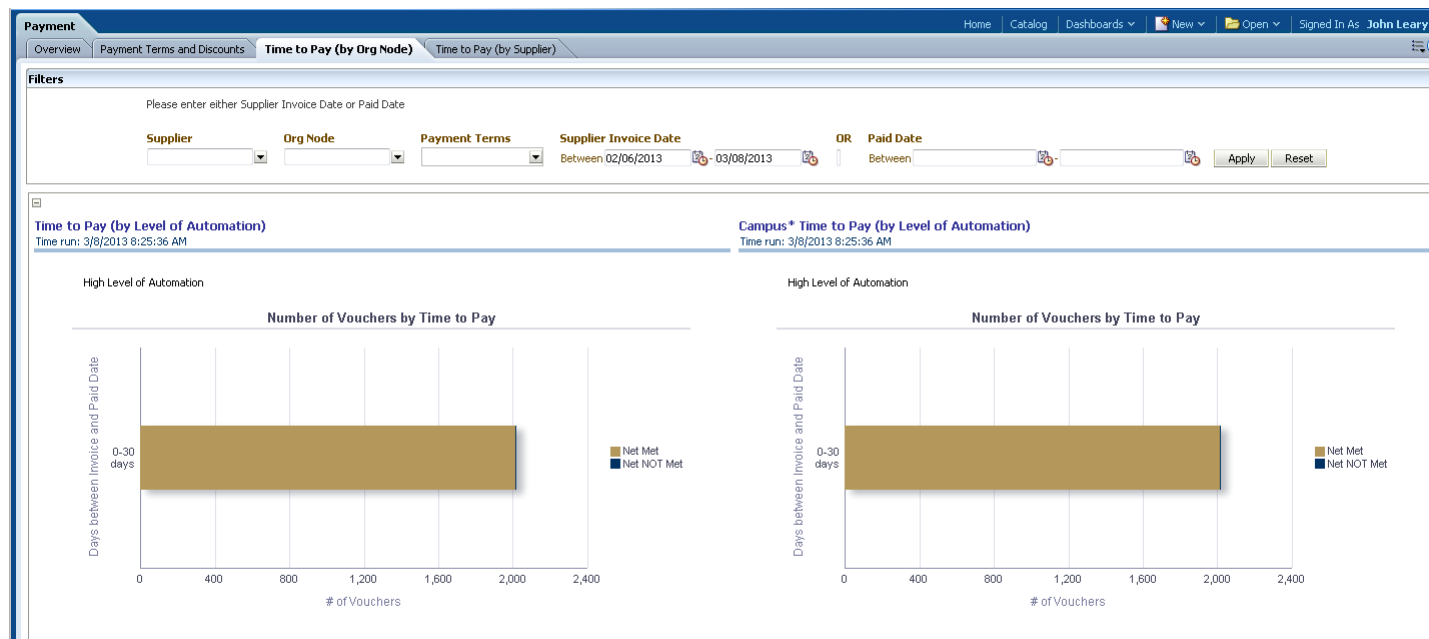 Payment
Home Catalog Dashboards New Open Signed In As John Leary
Overview Payment Terms and Discounts Time to Pay (by Org Node) Time to Pay (by Supplier)
Filters
Please enter either Supplier Invoice Date or Paid Date
Supplier Org Node Payment Terms Supplier Invoice Date OR Paid Date
Between 02/06/2013 - 03/08/2013 Between - Apply Reset
Time to Pay (by Level of Automation)
Time run: 3/8/2013 8:25:36 AM
High Level of Automation
Number of Vouchers by Time to Pay
Days between Invoice and Paid Date
0-30
days
Net Met
Net NOT Met
0 400 800 1,200 1,600 2,000 2,400
# of Vouchers
Campus* Time to Pay (by Level of Automation)
Time run: 3/8/2013 8:25:36 AM
High Level of Automation
Number of Vouchers by Time to Pay
Days between Invoice and Paid Date
0-30
days
Net Met
Net NOT Met
0 400 800 1,200 1,600 2,000 2,400
# of Vouchers